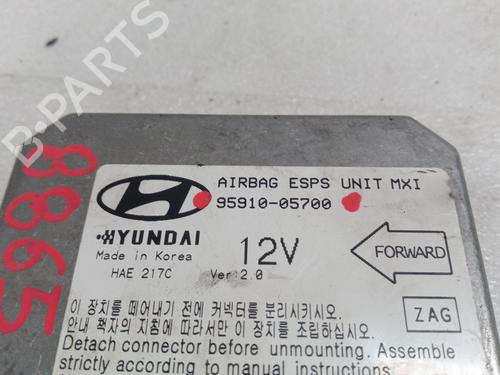 8865
AIRBAG ESPS UNIT MXI
95910-05700
HYUNDAI
Made in Korea
12V
FORWARD
HAE 217C
Ver: 2.0
이 장치를 떼어내기 전에 커넥터를 분리시키시오.
안내 책자의 지침에 따라서만 이 장치를 조립하십시오.
ZAG
Detach connector before unmounting. Assemble
strictly according to manual instructions.